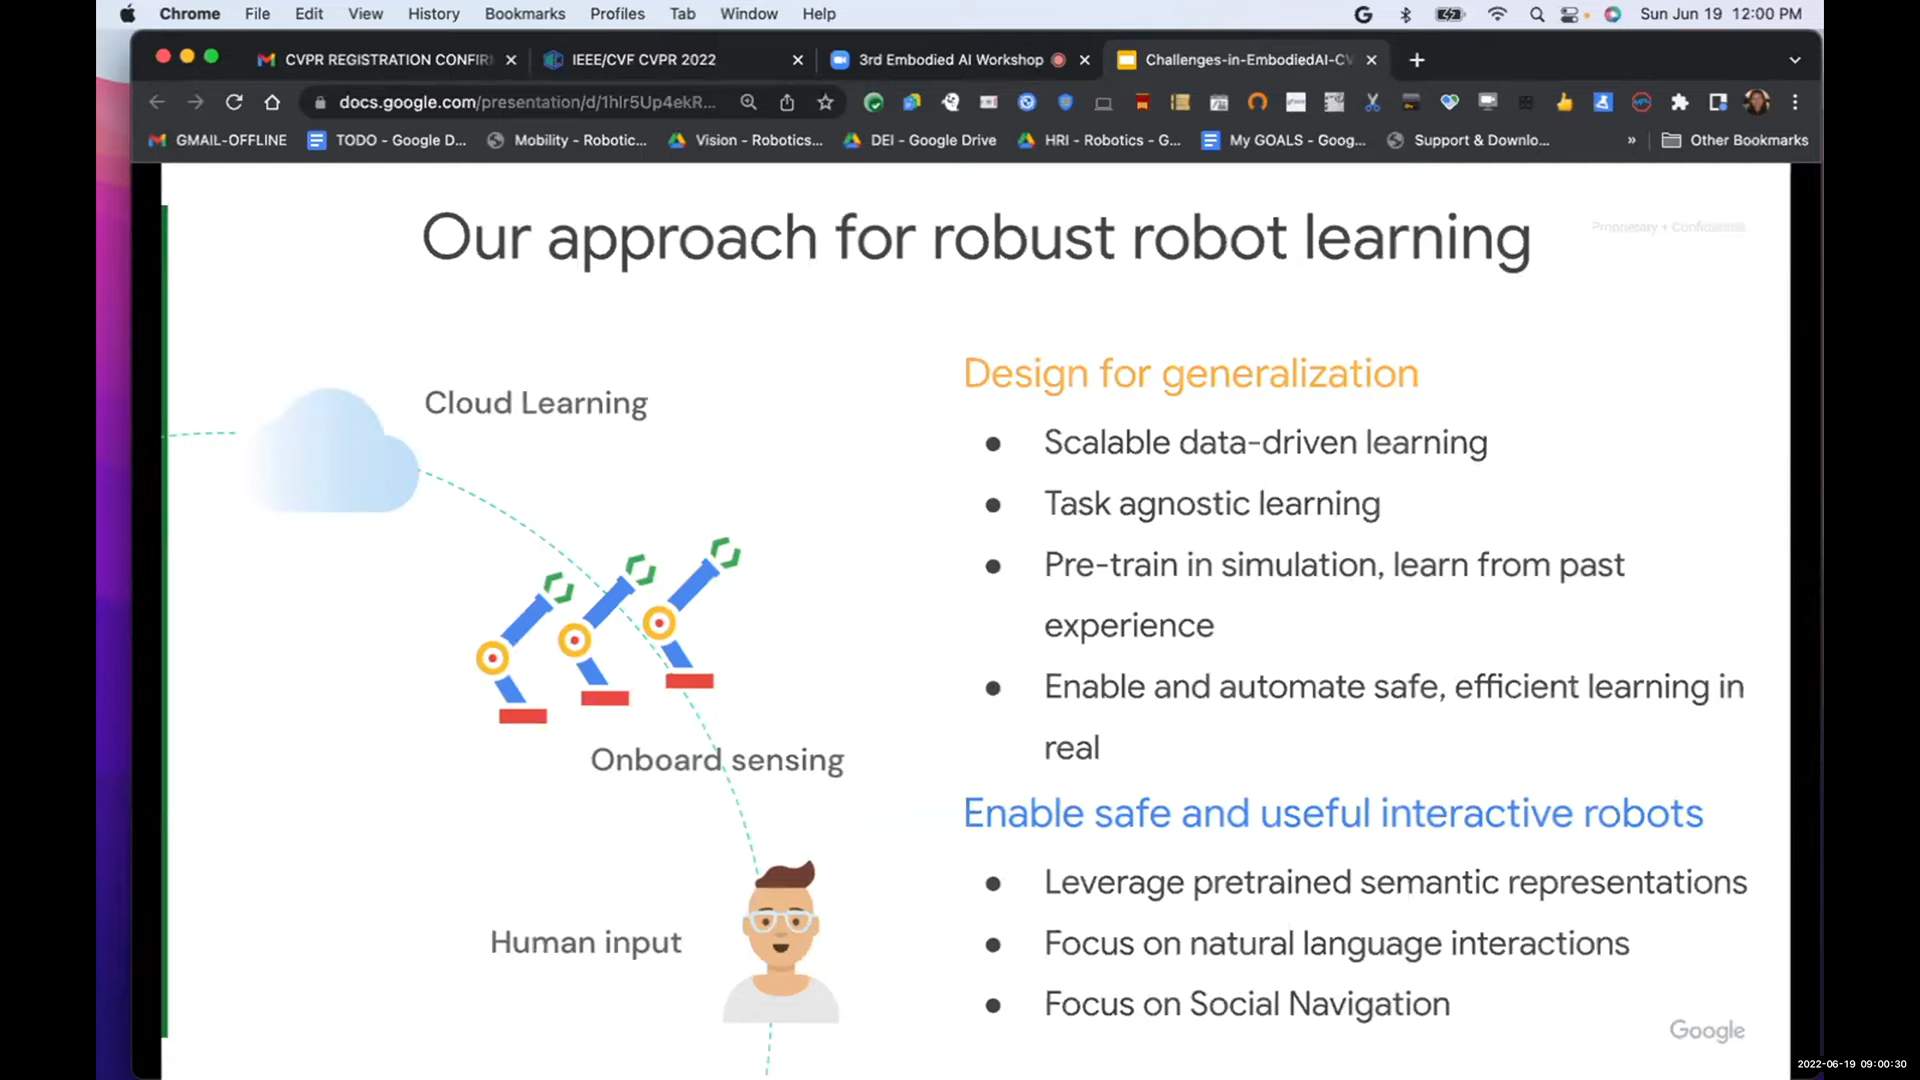 Chrome File Edit View History Bookmarks Profiles Tab Window Help Sun Jun 19 12:00 PM
CVPR REGISTRATION CONFIR IEEE/CVF CVPR 2022 3rd Embodied AI Workshop Challenges-in-EmbodiedAI-CV
docs.google.com/presentation/d/1hlr5Up4ekR...
GMAIL-OFFLINE TODO - Google D... Mobility - Robotic... Vision - Robotics... DEI - Google Drive HRI - Robotics - G... My GOALS - Goog... Support & Downlo... » Other Bookmarks
Our approach for robust robot learning
Proprietary + Confidential
Cloud Learning
Onboard sensing
Human input
Design for generalization
● Scalable data-driven learning
● Task agnostic learning
● Pre-train in simulation, learn from past
experience
● Enable and automate safe, efficient learning in
real
Enable safe and useful interactive robots
● Leverage pretrained semantic representations
● Focus on natural language interactions
● Focus on Social Navigation
Google
2022-06-19 09:00:30